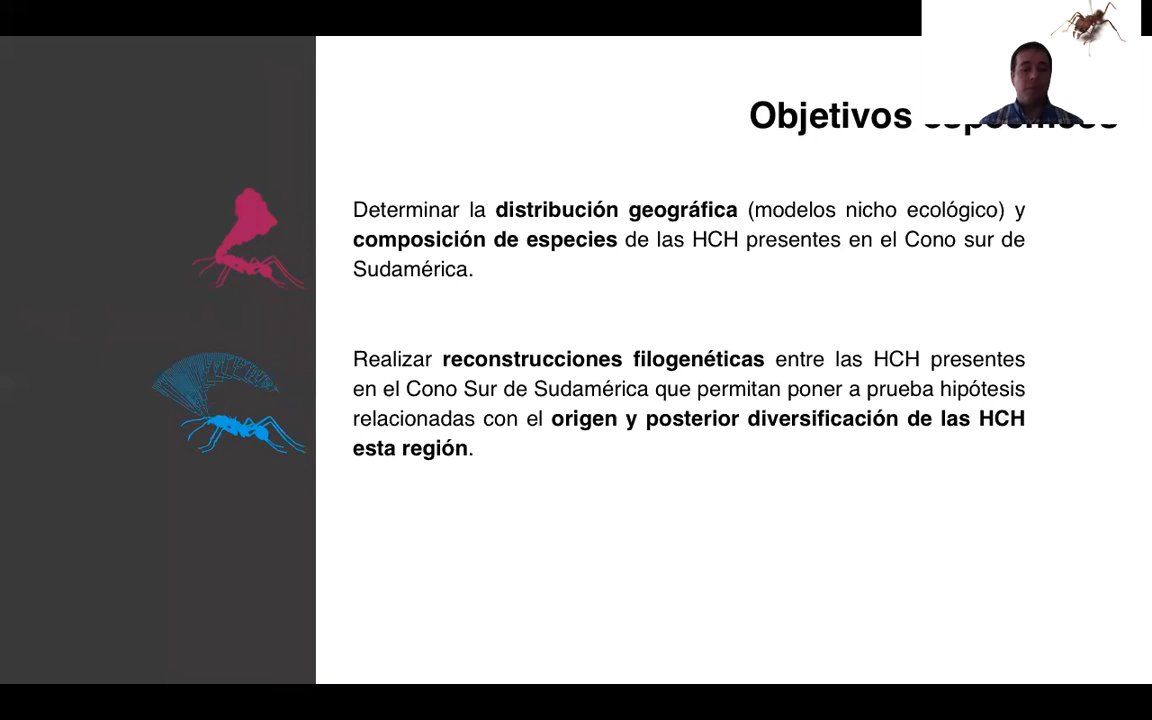 Objetivos
Determinar la distribución geográfica (modelos nicho ecológico) y
composición de especies de las HCH presentes en el Cono sur de
Sudamérica.
Realizar reconstrucciones filogenéticas entre las HCH presentes
en el Cono Sur de Sudamérica que permitan poner a prueba hipótesis
relacionadas con el origen y posterior diversificación de las HCH
esta región.